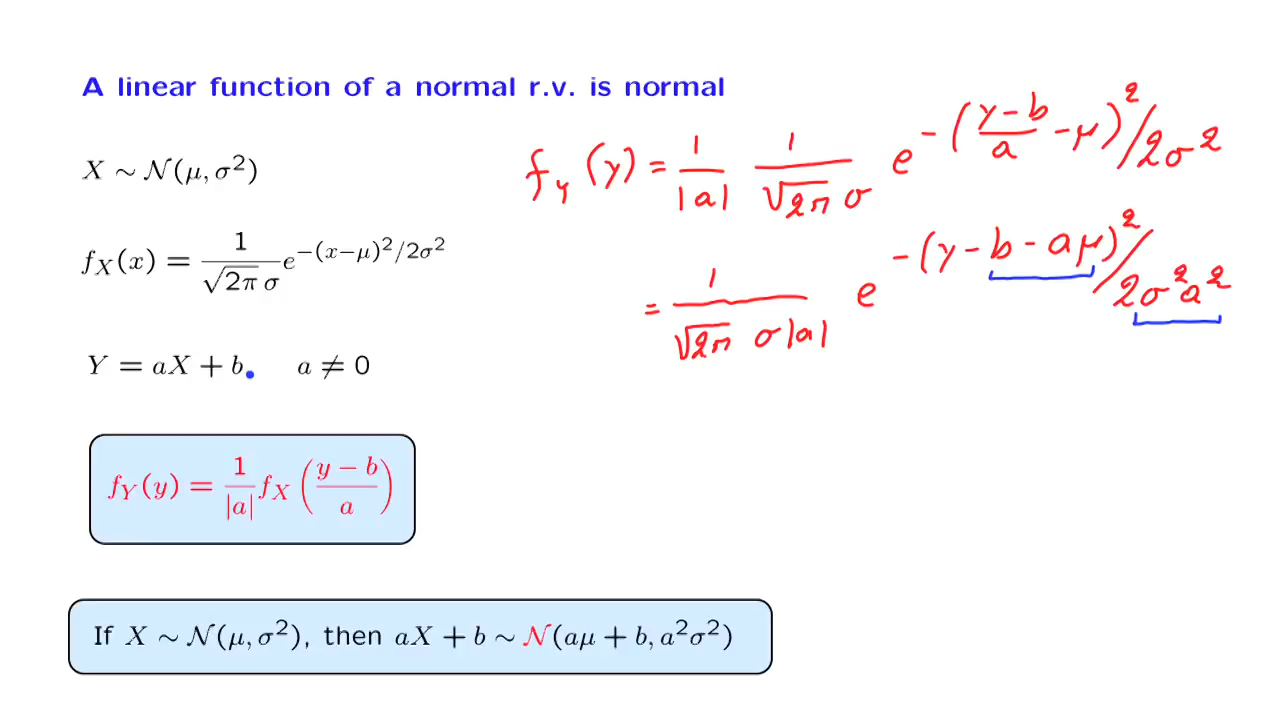 A linear function of a normal r.v. is normal
X ∼ N(μ, σ²)
f_X(x) = 1/(√2π σ) e^{−(x−μ)²/2σ²}
Y = aX + b. a ≠ 0
f_Y(y) = 1/|a| f_X((y − b)/a)
If X ∼ N(μ, σ²), then aX + b ∼ N(aμ + b, a²σ²)
f_Y(y) = 1/|a| 1/(√2π σ) e^{−((y−b)/a − μ)²/2σ²}
= 1/(√2π σ|a|) e^{−(y − b − aμ)²/2σ²a²}